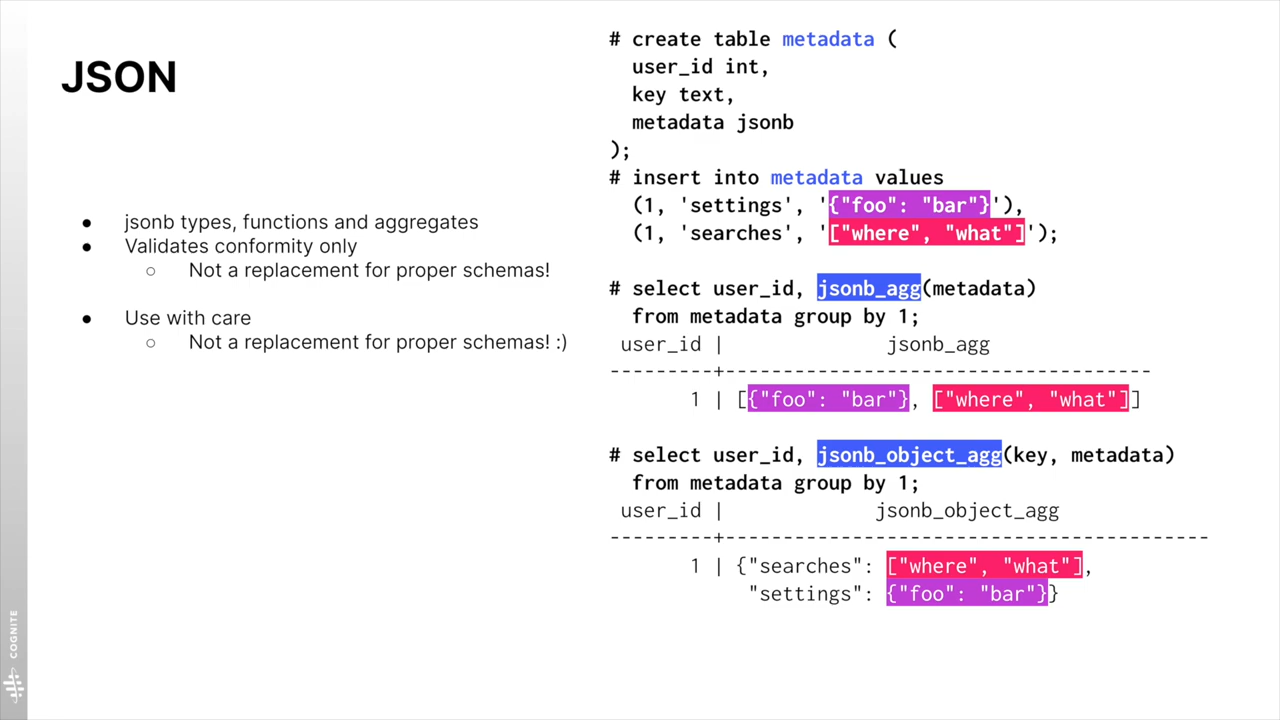 JSON
● jsonb types, functions and aggregates
● Validates conformity only
○ Not a replacement for proper schemas!
● Use with care
○ Not a replacement for proper schemas! :)
# create table metadata (
  user_id int,
  key text,
  metadata jsonb
);
# insert into metadata values
  (1, 'settings', '{"foo": "bar"}'),
  (1, 'searches', '["where", "what"]');
# select user_id, jsonb_agg(metadata)
  from metadata group by 1;
 user_id |              jsonb_agg
---------+-------------------------------------
       1 | [{"foo": "bar"}, ["where", "what"]]
# select user_id, jsonb_object_agg(key, metadata)
  from metadata group by 1;
 user_id |             jsonb_object_agg
---------+------------------------------------------
       1 | {"searches": ["where", "what"],
            "settings": {"foo": "bar"}}
COGNITE